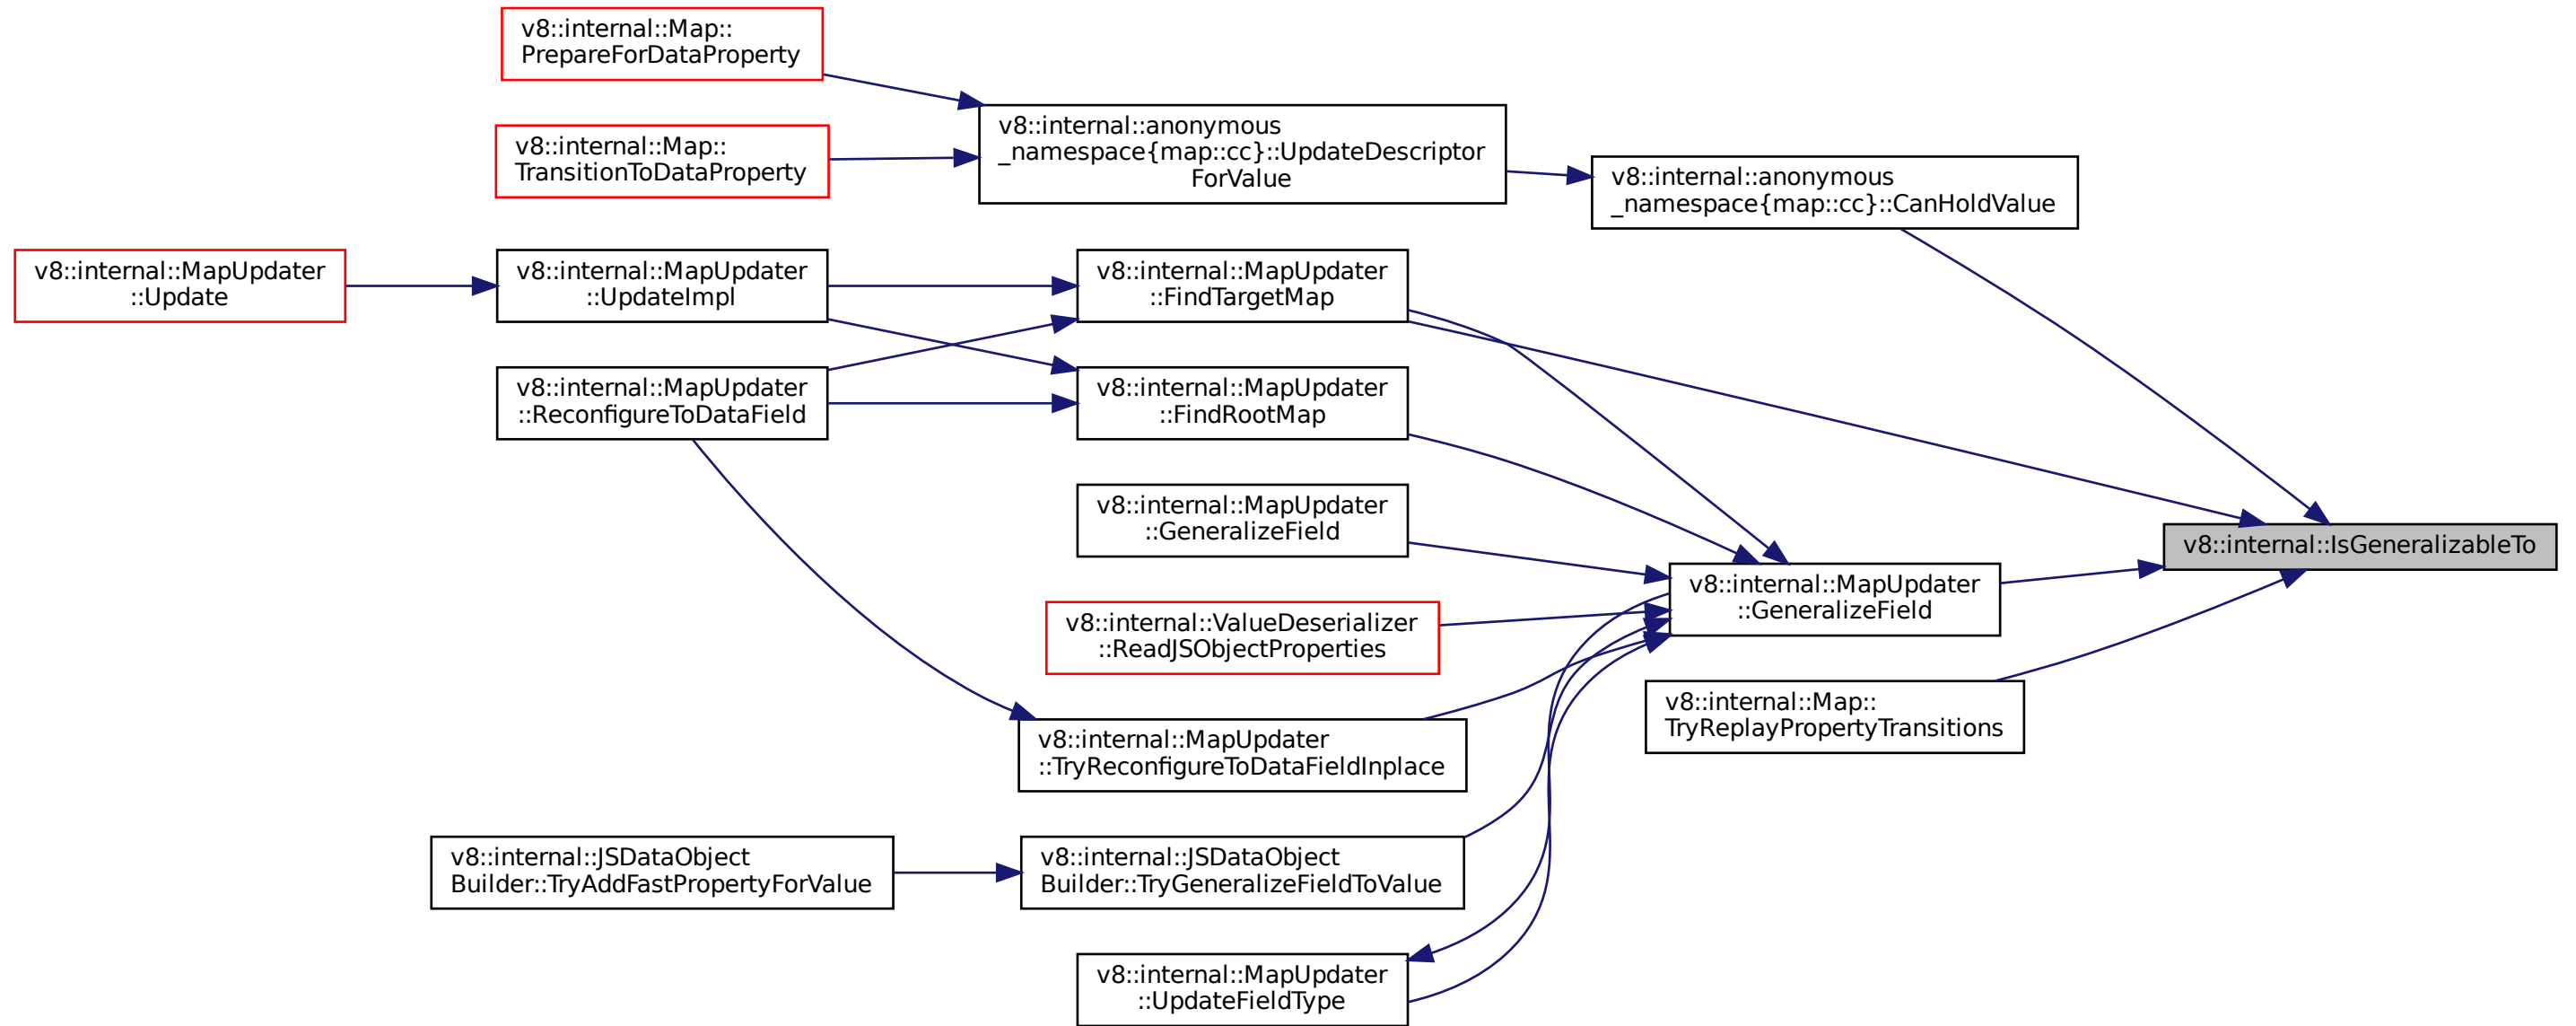 v8::internal::Map::
PrepareForDataProperty
v8::internal::Map::
TransitionToDataProperty
v8::internal::anonymous
_namespace{map::cc}::UpdateDescriptor
ForValue
v8::internal::anonymous
_namespace{map::cc}::CanHoldValue
v8::internal::MapUpdater
::Update
v8::internal::MapUpdater
::UpdateImpl
v8::internal::MapUpdater
::FindTargetMap
v8::internal::MapUpdater
::ReconfigureToDataField
v8::internal::MapUpdater
::FindRootMap
v8::internal::MapUpdater
::GeneralizeField
v8::internal::IsGeneralizableTo
v8::internal::MapUpdater
::GeneralizeField
v8::internal::ValueDeserializer
::ReadJSObjectProperties
v8::internal::Map::
TryReplayPropertyTransitions
v8::internal::MapUpdater
::TryReconfigureToDataFieldInplace
v8::internal::JSDataObject
Builder::TryAddFastPropertyForValue
v8::internal::JSDataObject
Builder::TryGeneralizeFieldToValue
v8::internal::MapUpdater
::UpdateFieldType